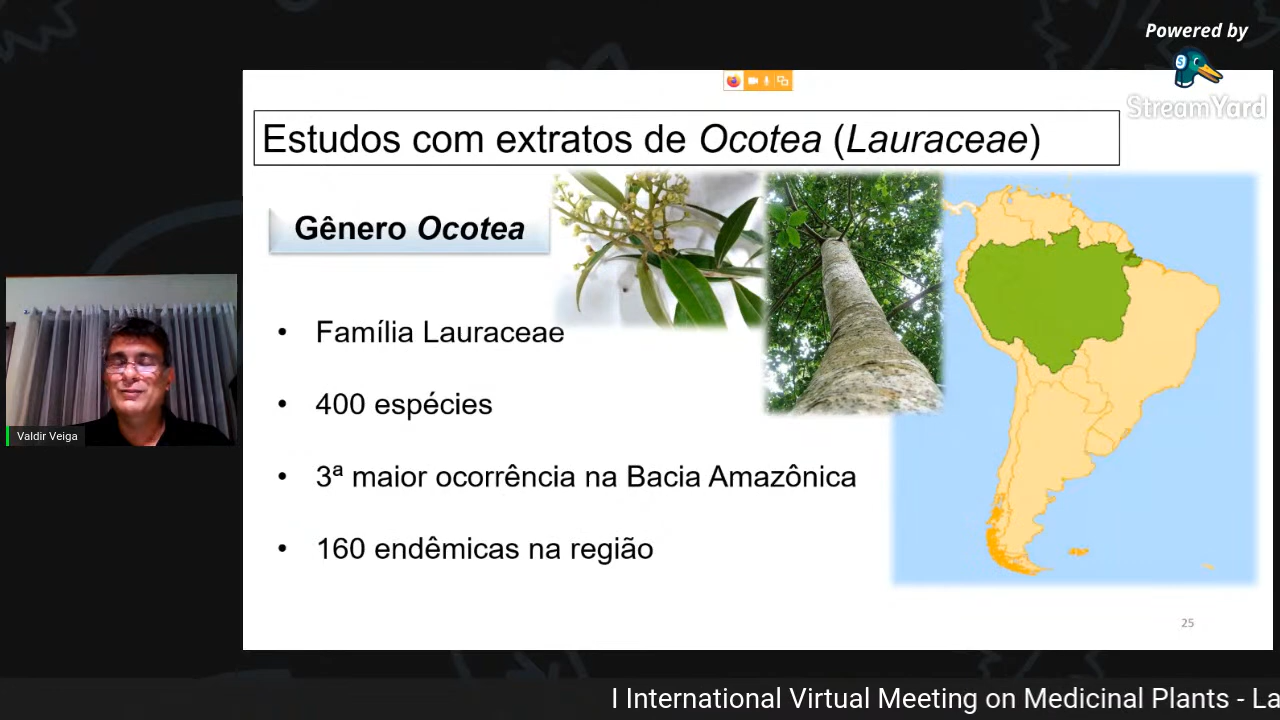 Powered by
StreamYard
Estudos com extratos de Ocotea (Lauraceae)
Gênero Ocotea
• Família Lauraceae
• 400 espécies
• 3ª maior ocorrência na Bacia Amazônica
• 160 endêmicas na região
25
Valdir Veiga
I International Virtual Meeting on Medicinal Plants - La